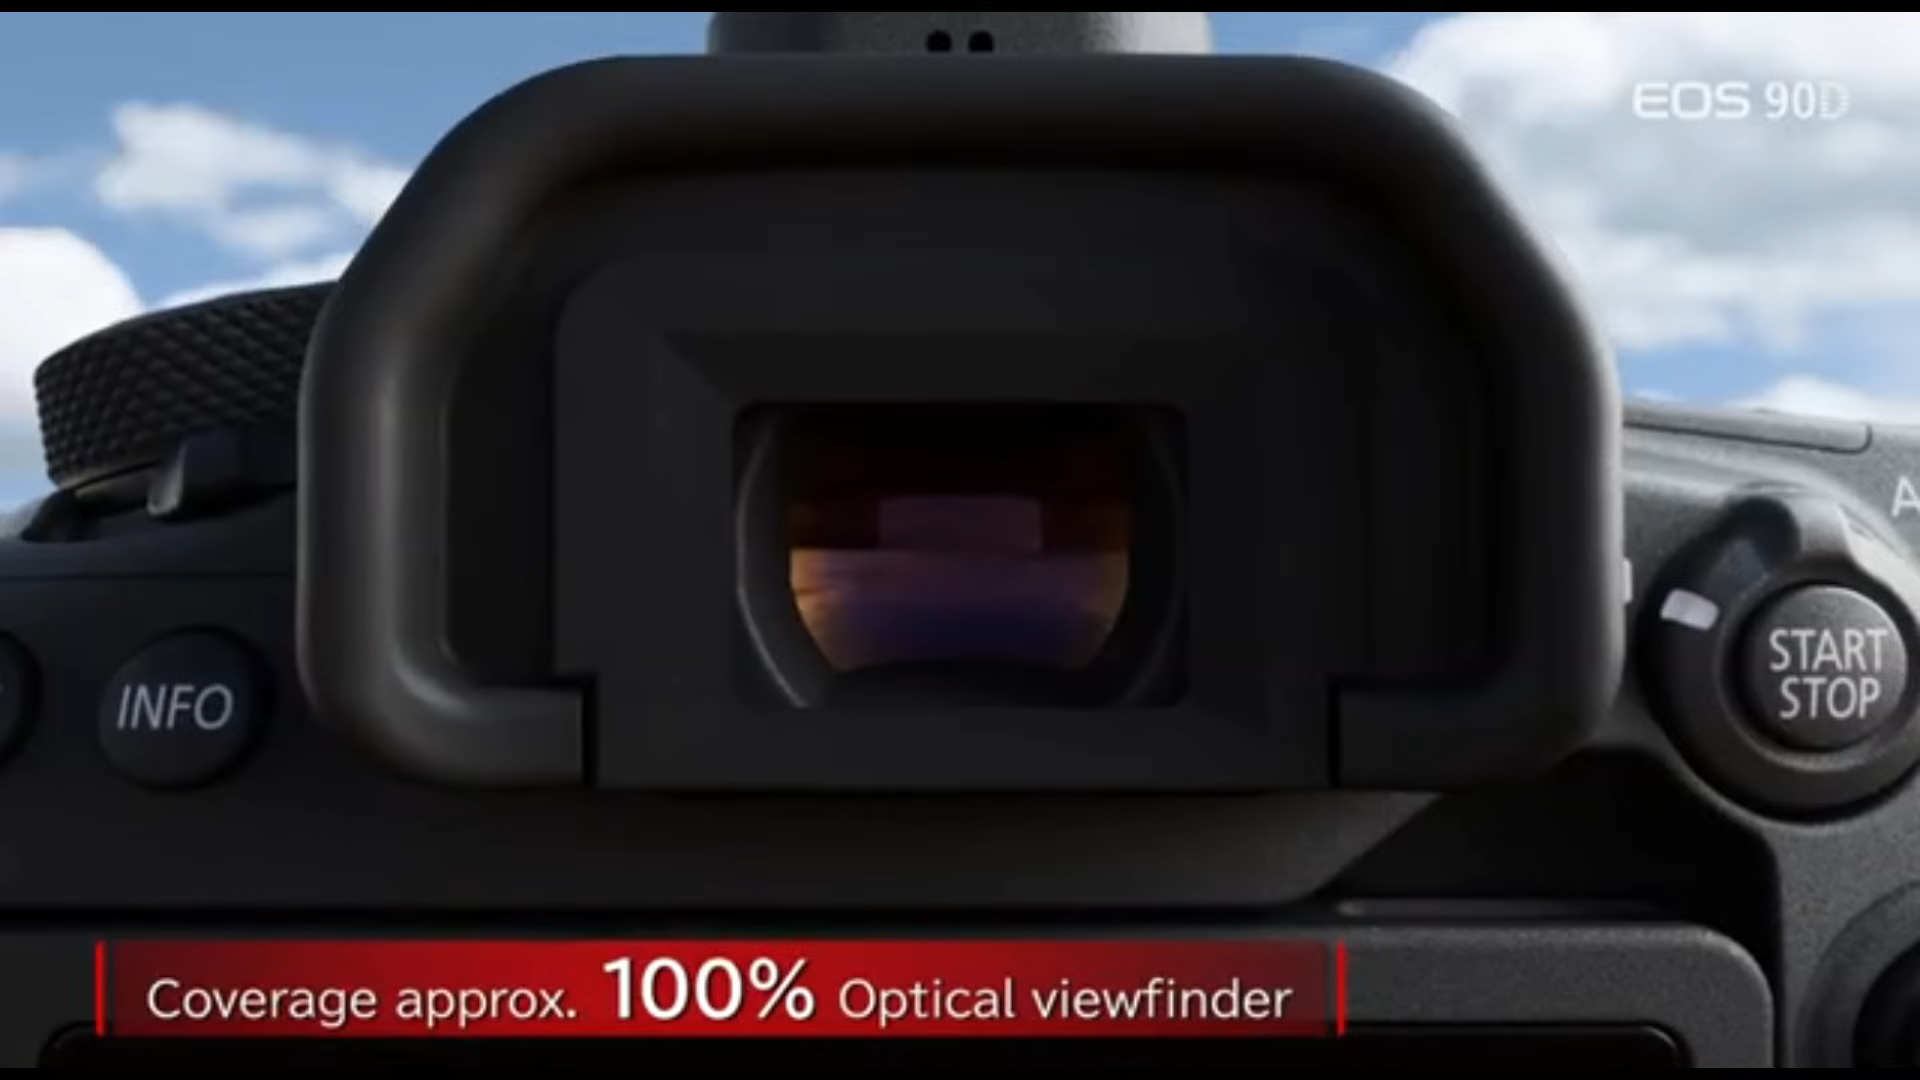 EOS 90D
INFO
START
STOP
Coverage approx. 100% Optical viewfinder